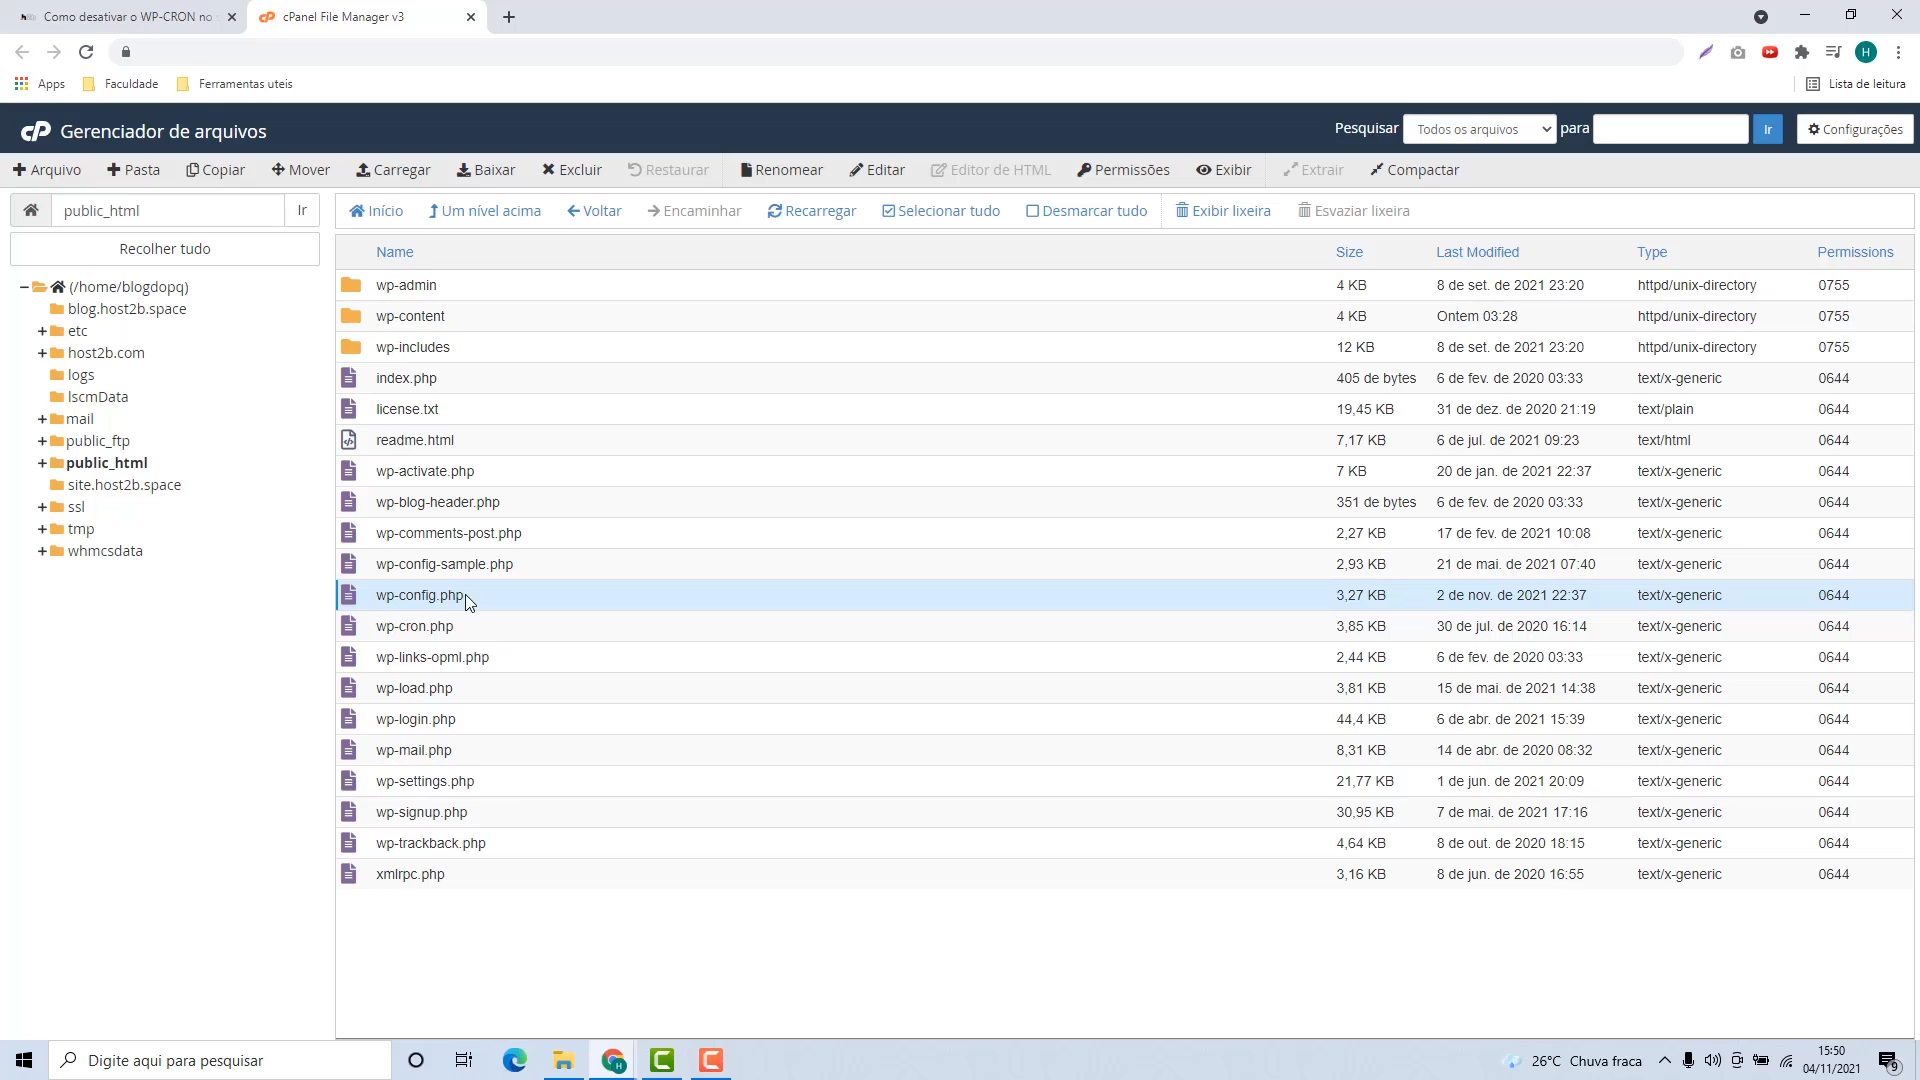 Como desativar o WP-CRON no
cPanel File Manager v3
Apps
Faculdade
Ferramentas uteis
Lista de leitura
H
cP Gerenciador de arquivos
Pesquisar
Todos os arquivos
para
Ir
Configurações
Arquivo
Pasta
Copiar
Mover
Carregar
Baixar
Excluir
Restaurar
Renomear
Editar
Editor de HTML
Permissões
Exibir
Extrair
Compactar
public_html
Ir
Início
Um nível acima
Voltar
Encaminhar
Recarregar
Selecionar tudo
Desmarcar tudo
Exibir lixeira
Esvaziar lixeira
Recolher tudo
(/home/blogdopq)
blog.host2b.space
etc
host2b.com
logs
lscmData
mail
public_ftp
public_html
site.host2b.space
ssl
tmp
whmcsdata
Name Size Last Modified Type Permissions
wp-admin 4 KB 8 de set. de 2021 23:20 httpd/unix-directory 0755
wp-content 4 KB Ontem 03:28 httpd/unix-directory 0755
wp-includes 12 KB 8 de set. de 2021 23:20 httpd/unix-directory 0755
index.php 405 de bytes 6 de fev. de 2020 03:33 text/x-generic 0644
license.txt 19,45 KB 31 de dez. de 2020 21:19 text/plain 0644
readme.html 7,17 KB 6 de jul. de 2021 09:23 text/html 0644
wp-activate.php 7 KB 20 de jan. de 2021 22:37 text/x-generic 0644
wp-blog-header.php 351 de bytes 6 de fev. de 2020 03:33 text/x-generic 0644
wp-comments-post.php 2,27 KB 17 de fev. de 2021 10:08 text/x-generic 0644
wp-config-sample.php 2,93 KB 21 de mai. de 2021 07:40 text/x-generic 0644
wp-config.php 3,27 KB 2 de nov. de 2021 22:37 text/x-generic 0644
wp-cron.php 3,85 KB 30 de jul. de 2020 16:14 text/x-generic 0644
wp-links-opml.php 2,44 KB 6 de fev. de 2020 03:33 text/x-generic 0644
wp-load.php 3,81 KB 15 de mai. de 2021 14:38 text/x-generic 0644
wp-login.php 44,4 KB 6 de abr. de 2021 15:39 text/x-generic 0644
wp-mail.php 8,31 KB 14 de abr. de 2020 08:32 text/x-generic 0644
wp-settings.php 21,77 KB 1 de jun. de 2021 20:09 text/x-generic 0644
wp-signup.php 30,95 KB 7 de mai. de 2021 17:16 text/x-generic 0644
wp-trackback.php 4,64 KB 8 de out. de 2020 18:15 text/x-generic 0644
xmlrpc.php 3,16 KB 8 de jun. de 2020 16:55 text/x-generic 0644
Digite aqui para pesquisar
26°C Chuva fraca
15:50
04/11/2021
9